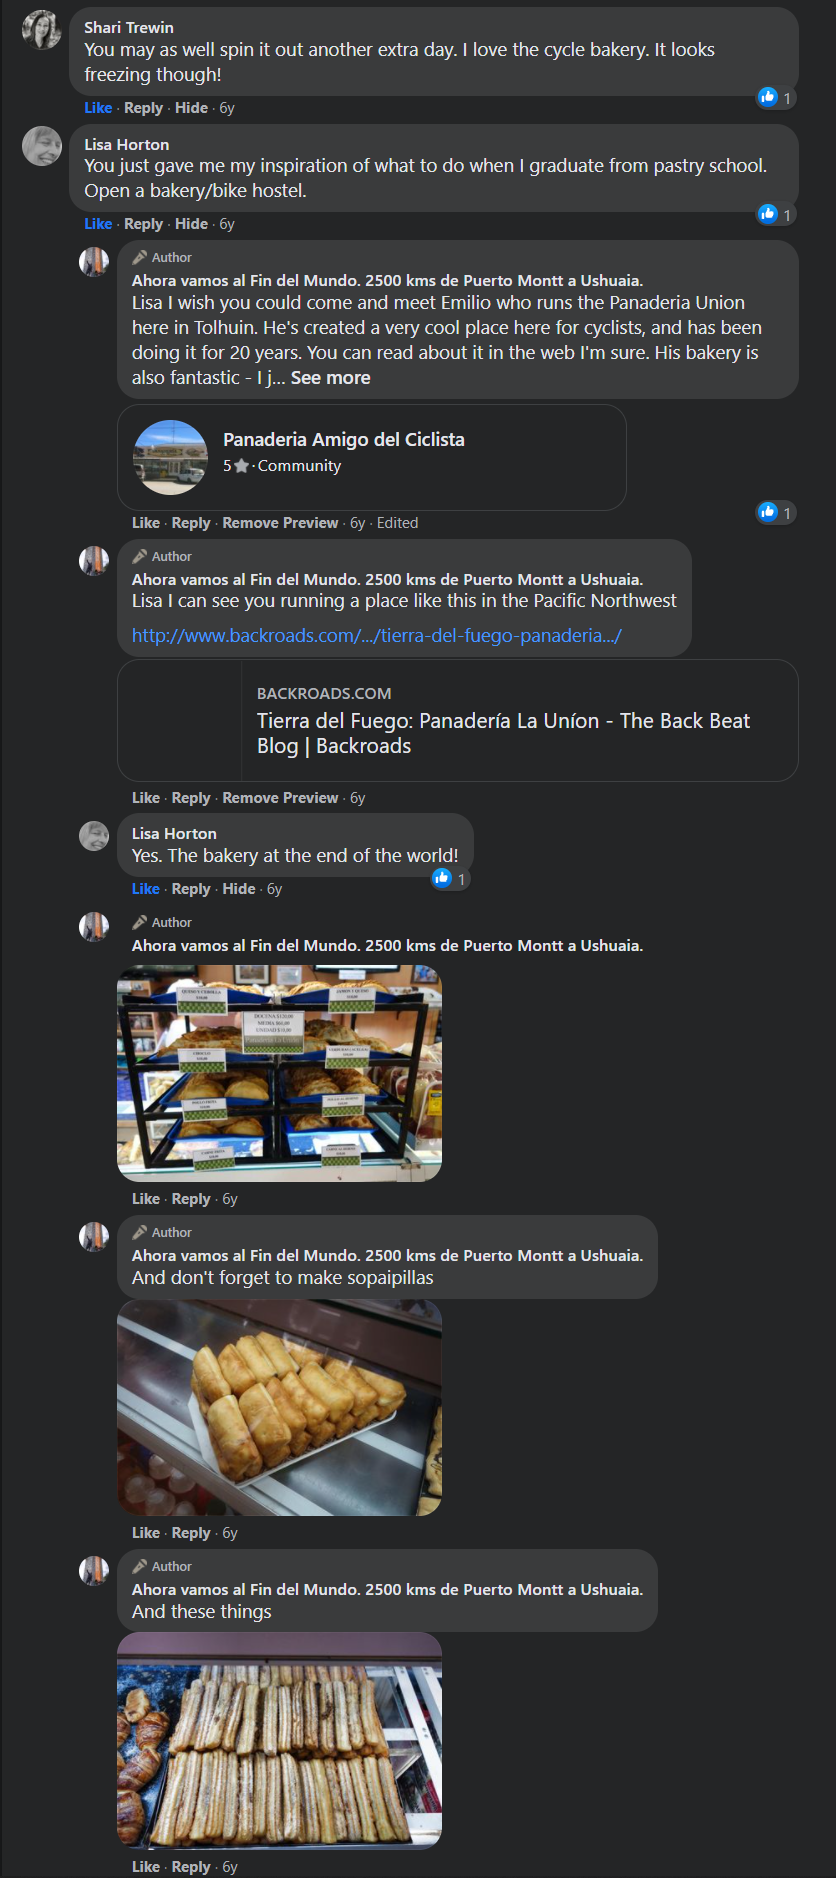 Shari Trewin
You may as well spin it out another extra day. I love the cycle bakery. It looks
freezing though!
1
Like · Reply · Hide · 6y
Lisa Horton
You just gave me my inspiration of what to do when I graduate from pastry school.
Open a bakery/bike hostel.
1
Like · Reply · Hide · 6y
Author
Ahora vamos al Fin del Mundo. 2500 kms de Puerto Montt a Ushuaia.
Lisa I wish you could come and meet Emilio who runs the Panaderia Union
here in Tolhuin. He's created a very cool place here for cyclists, and has been
doing it for 20 years. You can read about it in the web I'm sure. His bakery is
also fantastic - I j... See more
Panaderia Amigo del Ciclista
5 · Community
1
Like · Reply · Remove Preview · 6y · Edited
Author
Ahora vamos al Fin del Mundo. 2500 kms de Puerto Montt a Ushuaia.
Lisa I can see you running a place like this in the Pacific Northwest
http://www.backroads.com/.../tierra-del-fuego-panaderia.../
BACKROADS.COM
Tierra del Fuego: Panadería La Uníon - The Back Beat
Blog | Backroads
Like · Reply · Remove Preview · 6y
Lisa Horton
Yes. The bakery at the end of the world!
1
Like · Reply · Hide · 6y
Author
Ahora vamos al Fin del Mundo. 2500 kms de Puerto Montt a Ushuaia.
JAMON Y QUESO
DOCENA $120,00
MEDIA $66,00
UNIDAD $12,00
Like · Reply · 6y
Author
Ahora vamos al Fin del Mundo. 2500 kms de Puerto Montt a Ushuaia.
And don't forget to make sopaipillas
Like · Reply · 6y
Author
Ahora vamos al Fin del Mundo. 2500 kms de Puerto Montt a Ushuaia.
And these things
Like · Reply · 6y